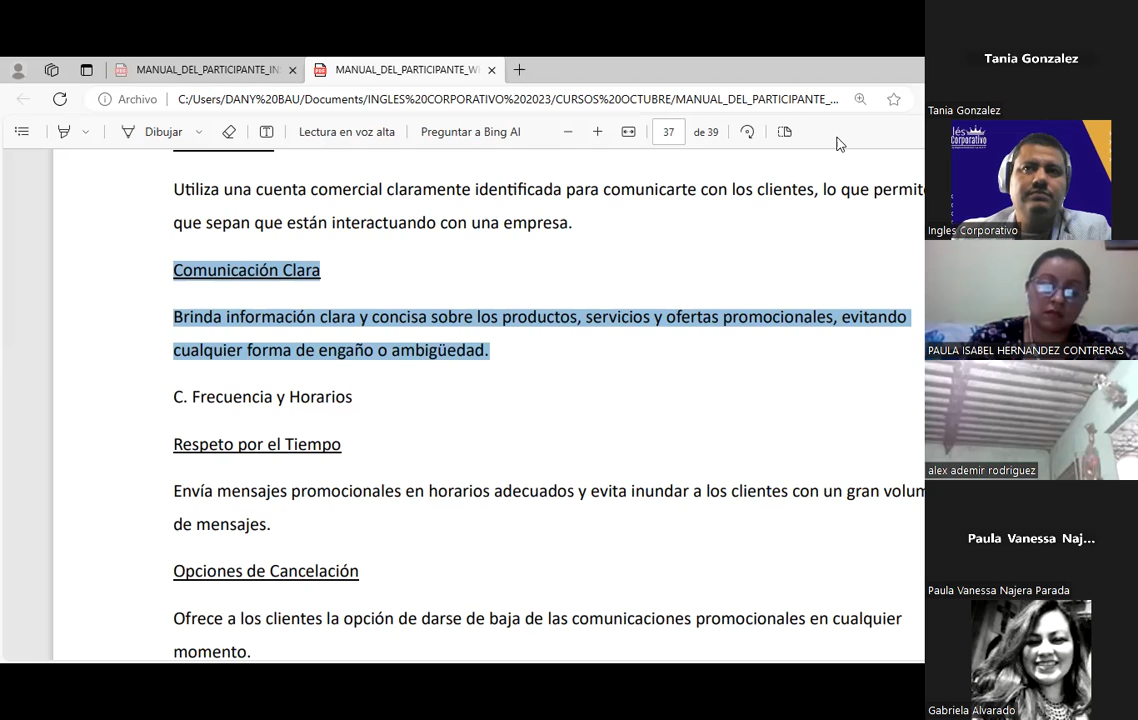 MANUAL_DEL_PARTICIPANTE_IN
MANUAL_DEL_PARTICIPANTE_W
Archivo
C:/Users/DANY%20BAU/Documents/INGLES%20CORPORATIVO%202023/CURSOS%20OCTUBRE/MANUAL_DEL_PARTICIPANTE_...
Dibujar
Lectura en voz alta
Preguntar a Bing AI
37
de 39
Utiliza una cuenta comercial claramente identificada para comunicarte con los clientes, lo que permit
que sepan que están interactuando con una empresa.
Comunicación Clara
Brinda información clara y concisa sobre los productos, servicios y ofertas promocionales, evitando
cualquier forma de engaño o ambigüedad.
C. Frecuencia y Horarios
Respeto por el Tiempo
Envía mensajes promocionales en horarios adecuados y evita inundar a los clientes con un gran volum
de mensajes.
Opciones de Cancelación
Ofrece a los clientes la opción de darse de baja de las comunicaciones promocionales en cualquier
momento.
Tania Gonzalez
Tania Gonzalez
lés
Corporativo
Ingles Corporativo
PAULA ISABEL HERNANDEZ CONTRERAS
alex ademir rodriguez
Paula Vanessa Naj...
Paula Vanessa Najera Parada
Gabriela Alvarado